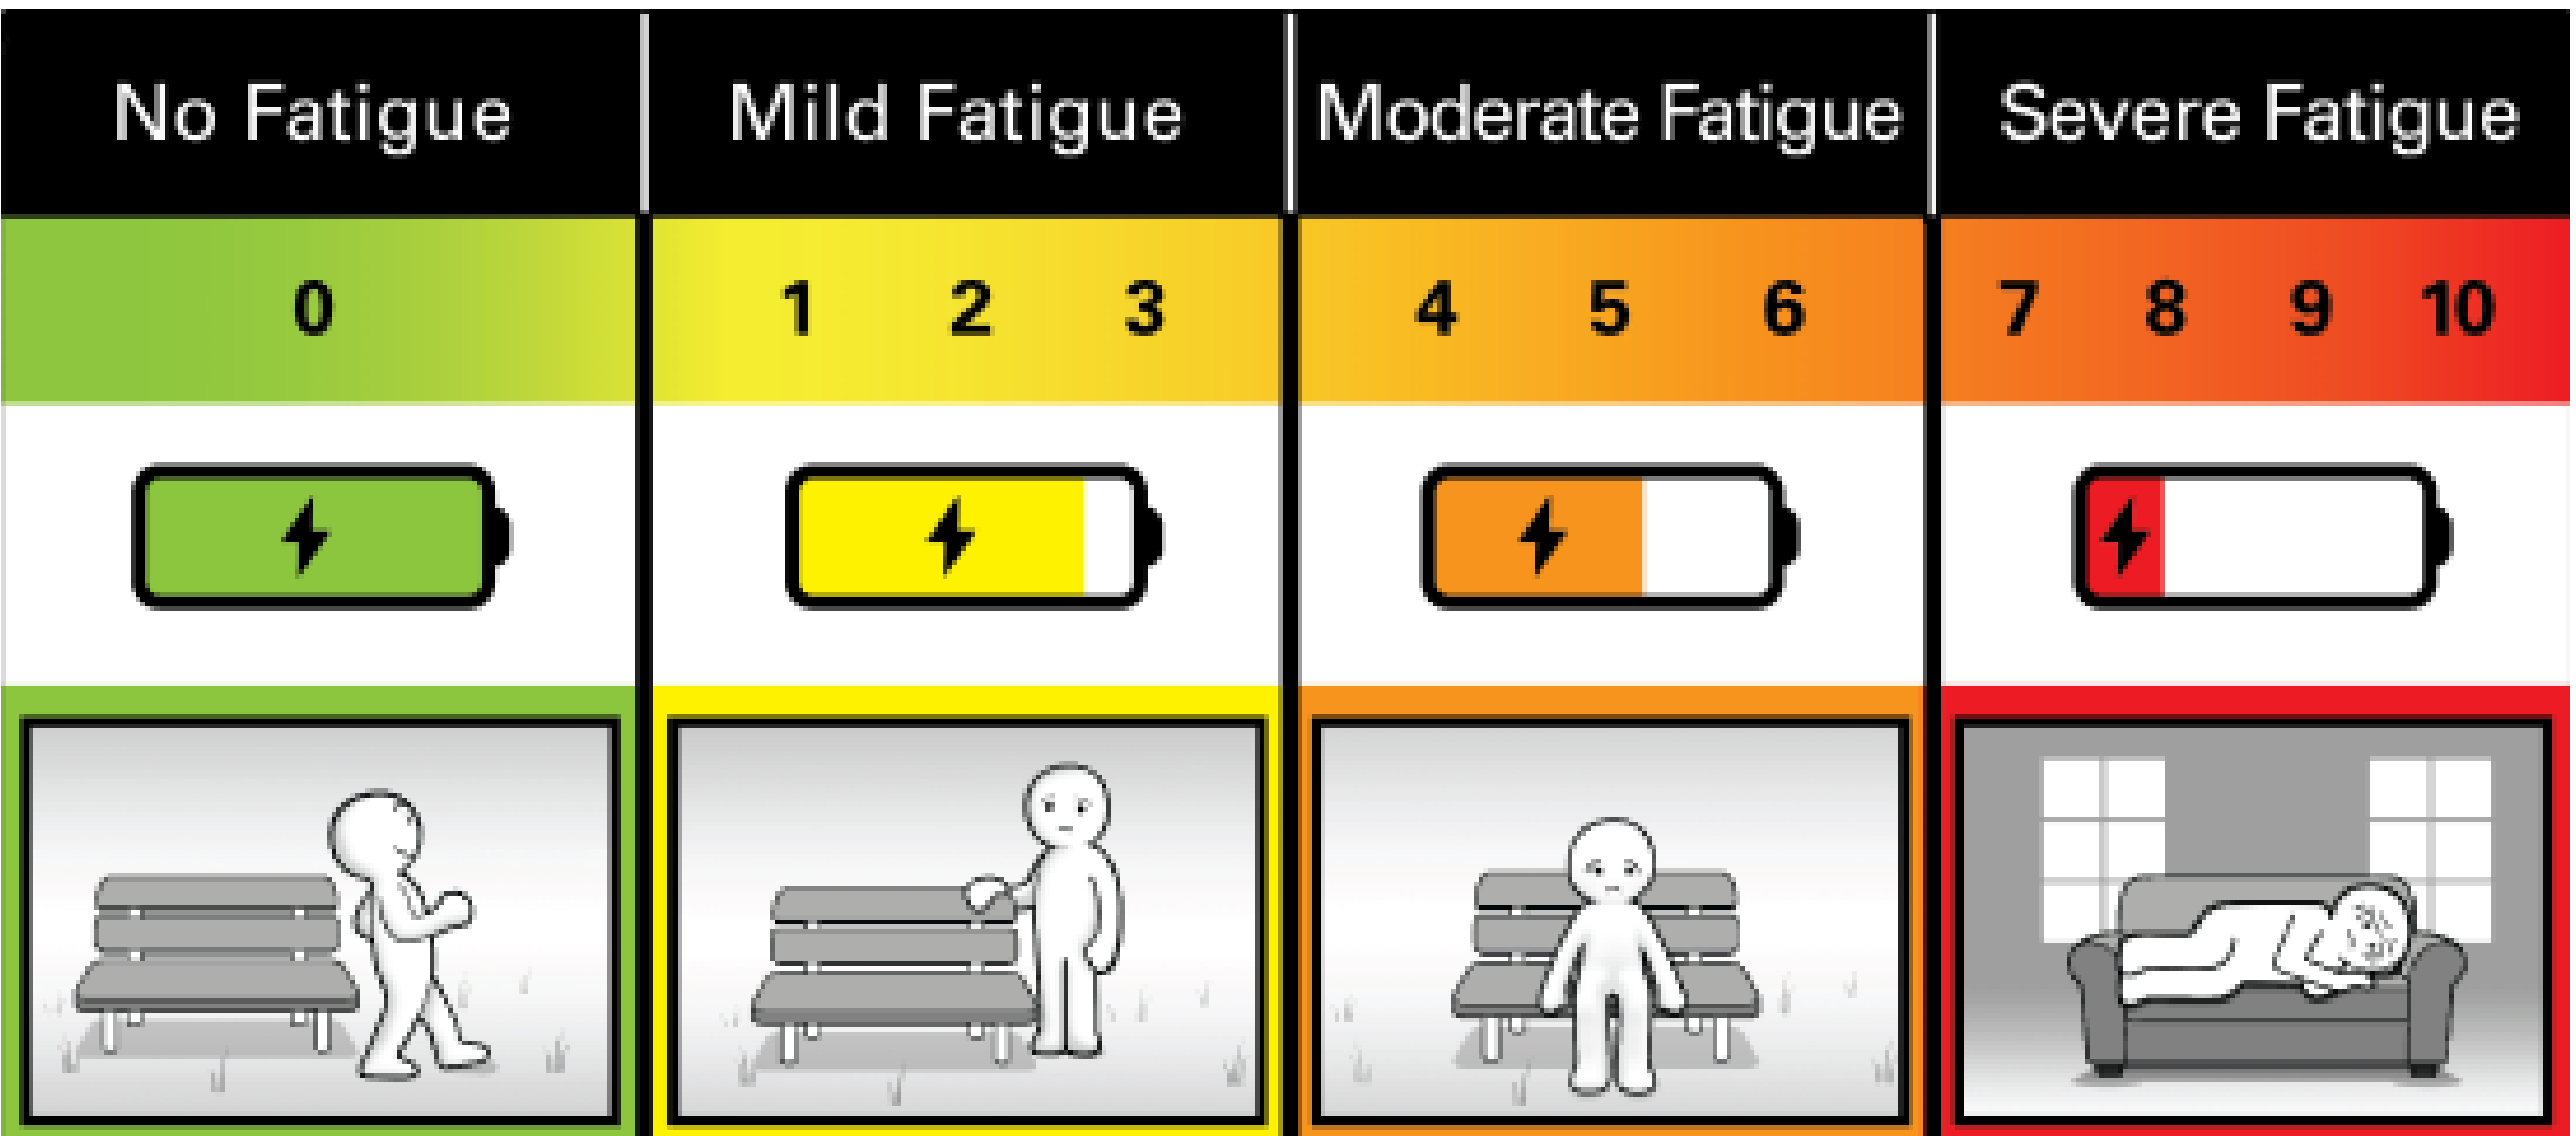 No Fatigue
Mild Fatigue
Moderate Fatigue
Severe Fatigue
0
1 2 3
4 5 6
7 8 9 10